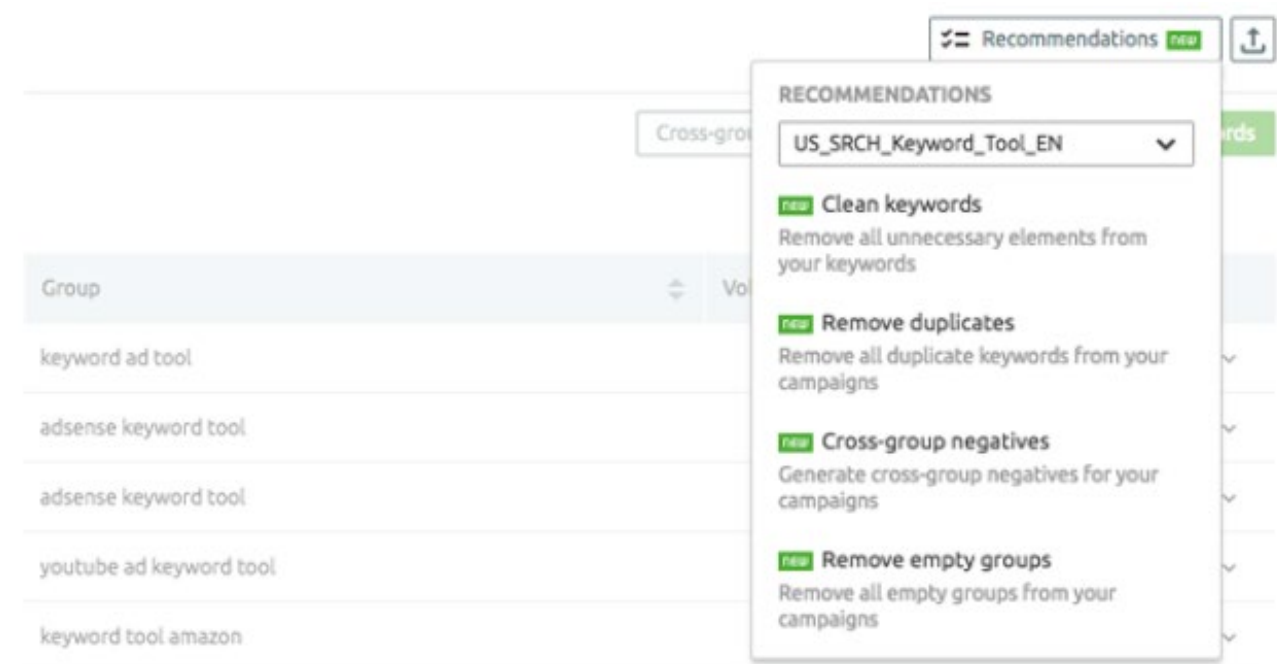 Recommendations new
RECOMMENDATIONS
Cross-grou
US_SRCH_Keyword_Tool_EN
rds
new Clean keywords
Remove all unnecessary elements from
your keywords
Group
Vol
new Remove duplicates
Remove all duplicate keywords from your
campaigns
keyword ad tool
adsense keyword tool
new Cross-group negatives
Generate cross-group negatives for your
campaigns
adsense keyword tool
youtube ad keyword tool
new Remove empty groups
Remove all empty groups from your
campaigns
keyword tool amazon